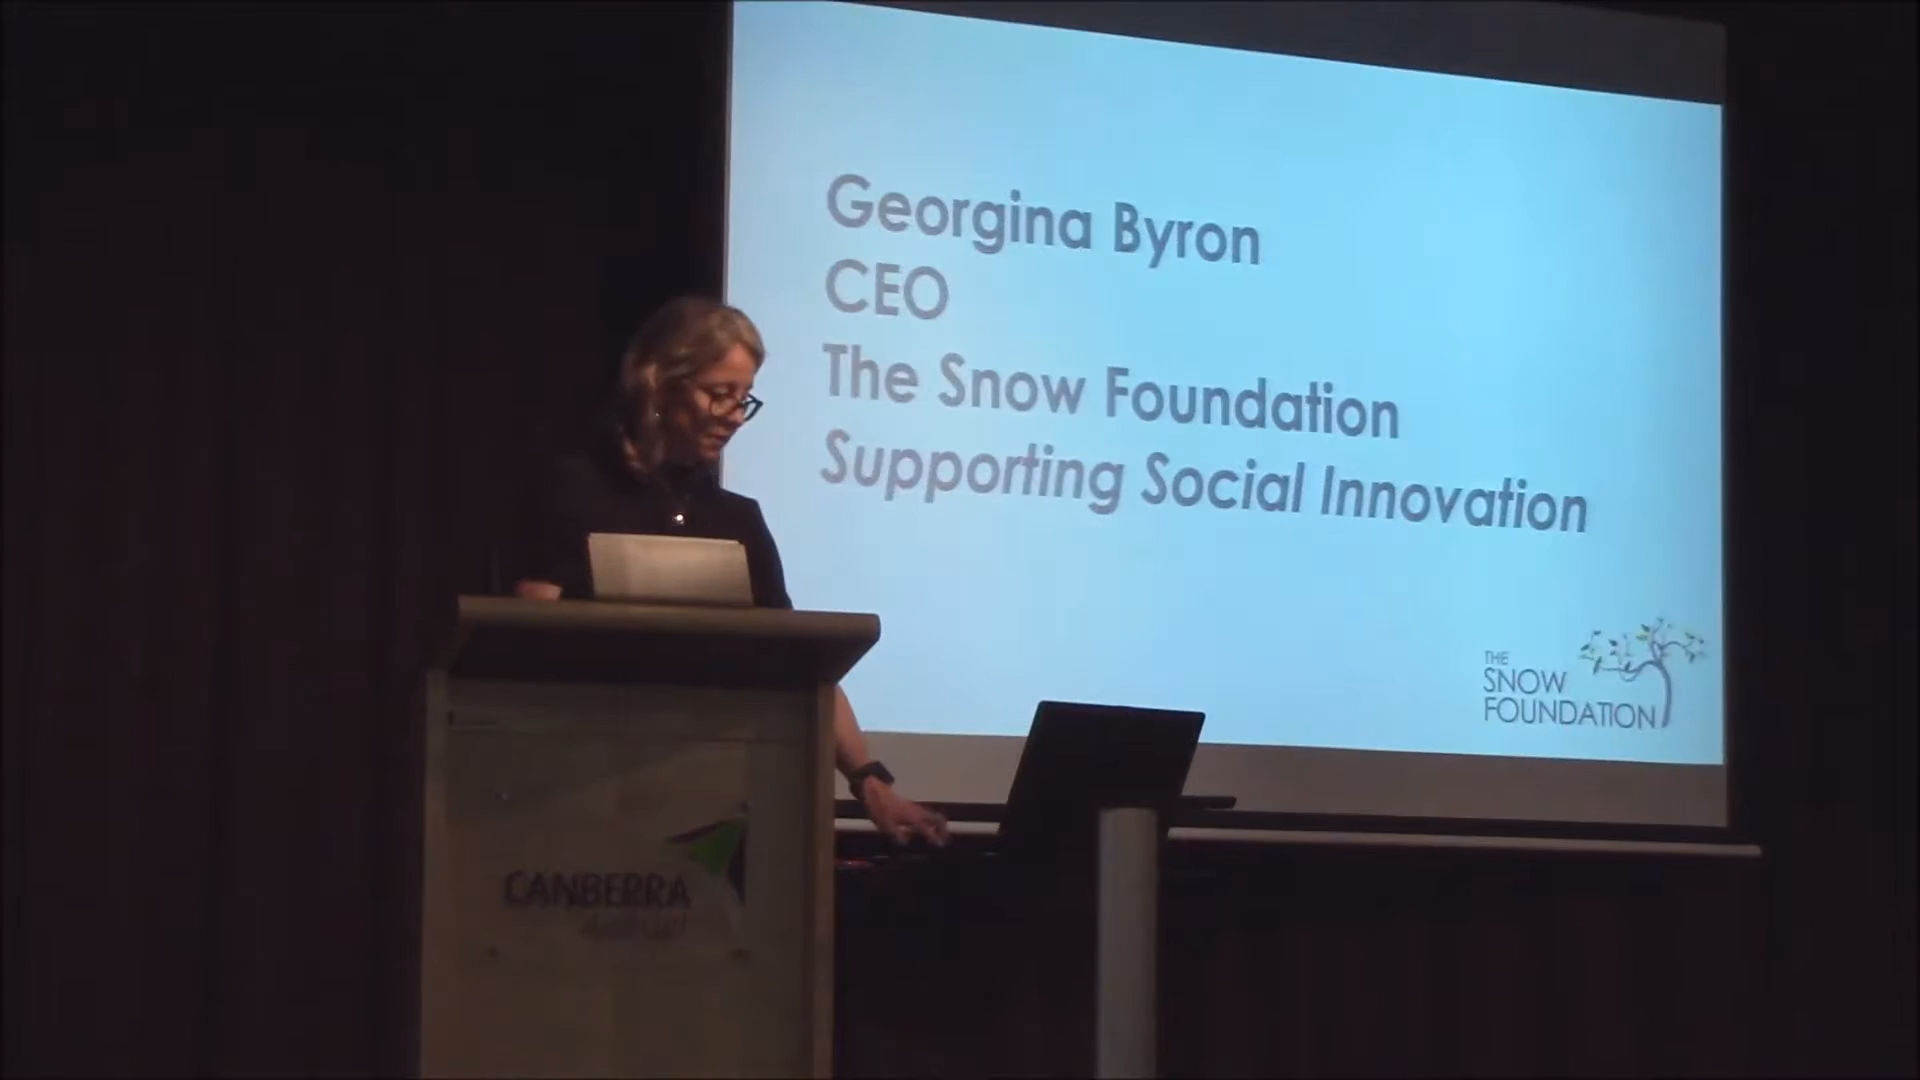 Georgina Byron
CEO
The Snow Foundation
Supporting Social Innovation
THE
SNOW
FOUNDATION
CANBERRA